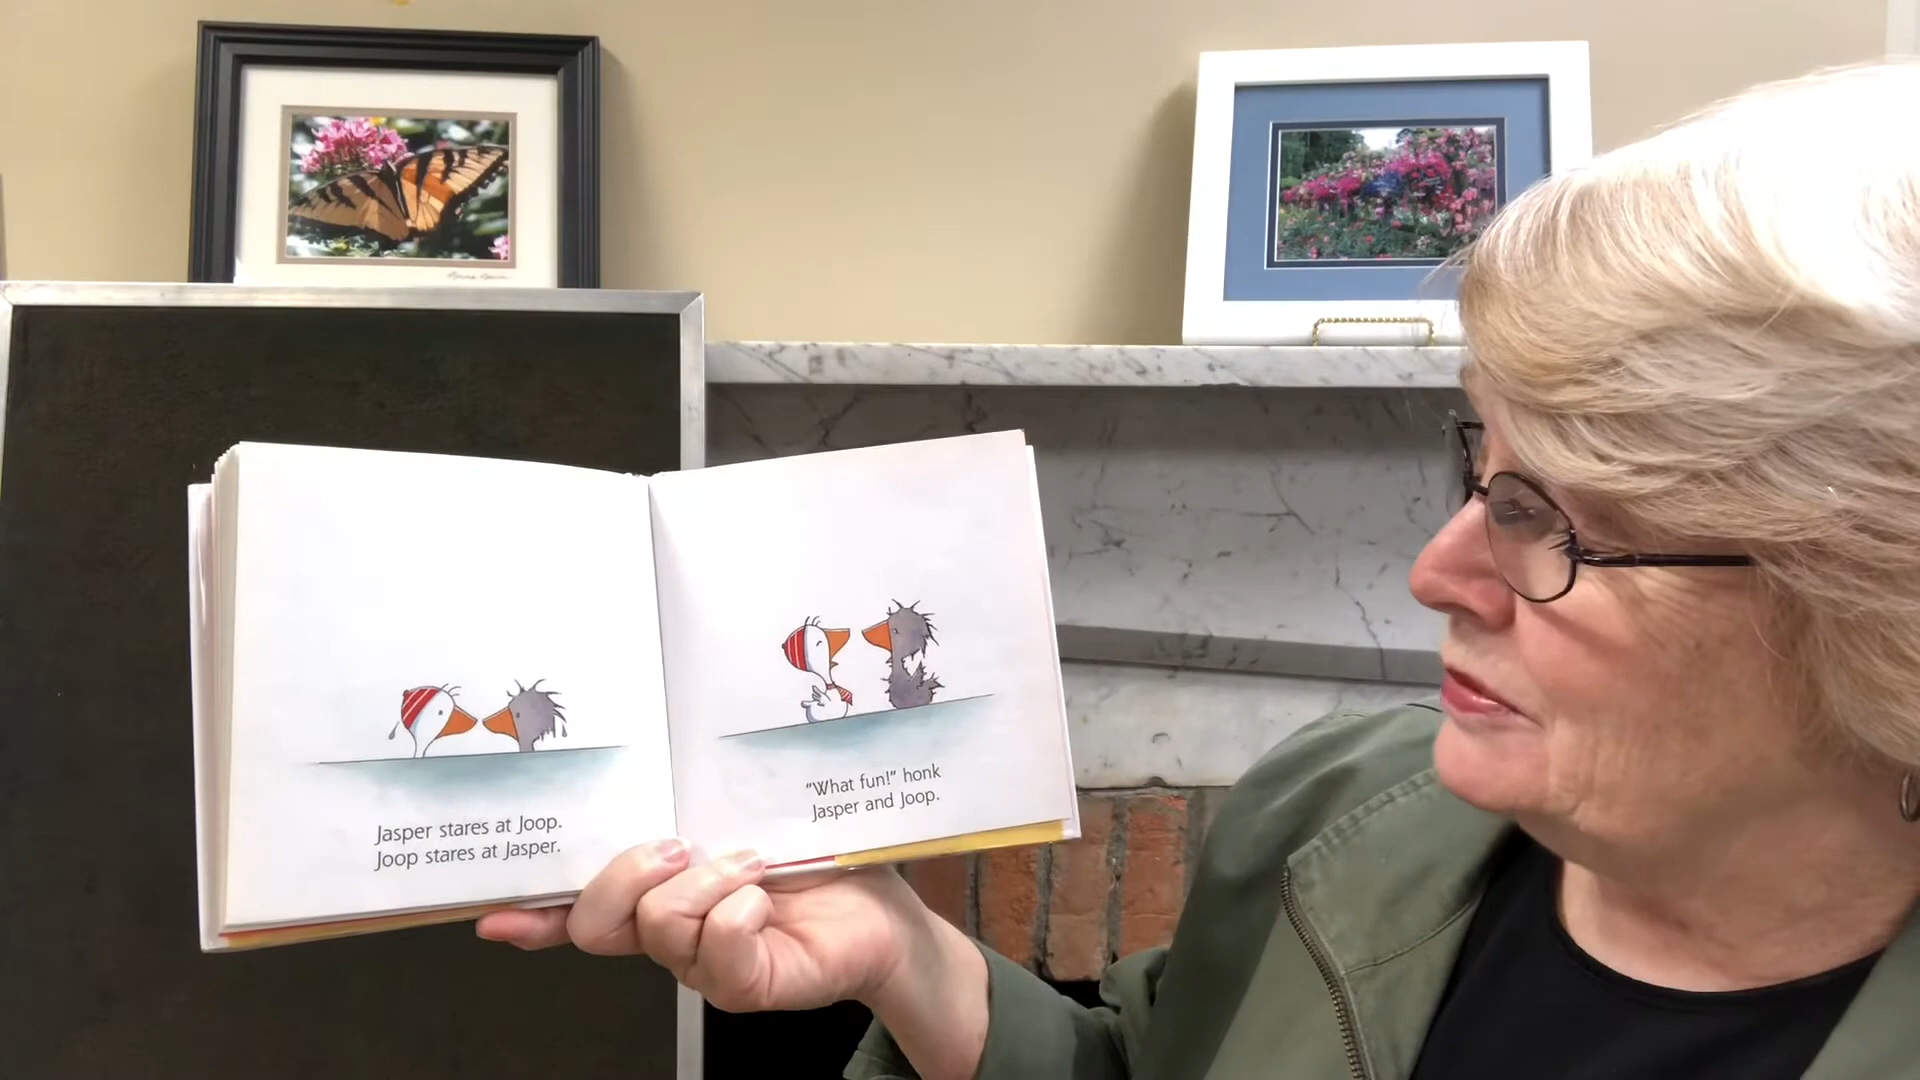 Jasper stares at Joop.
Joop stares at Jasper.
“What fun!” honk
Jasper and Joop.